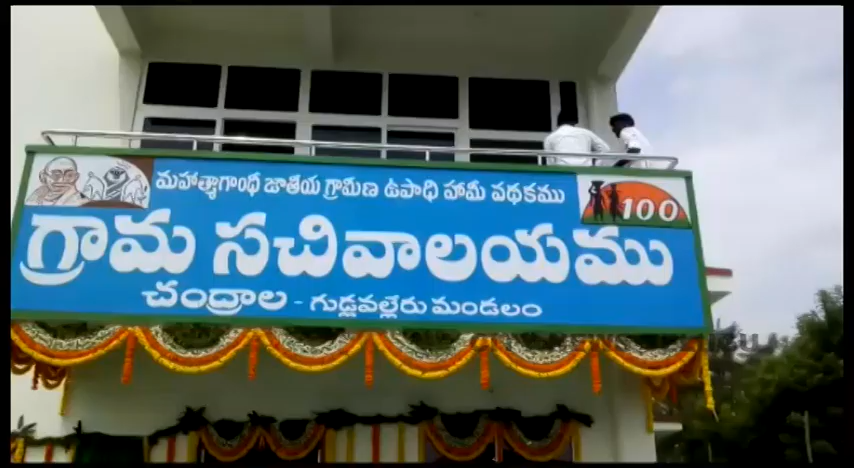 మహాత్మాగాంధీ జాతీయ గ్రామీణ ఉపాధి హామీ పథకము
100
గ్రామ సచివాలయము
చంద్రాల - గుడ్లవల్లేరు మండలం